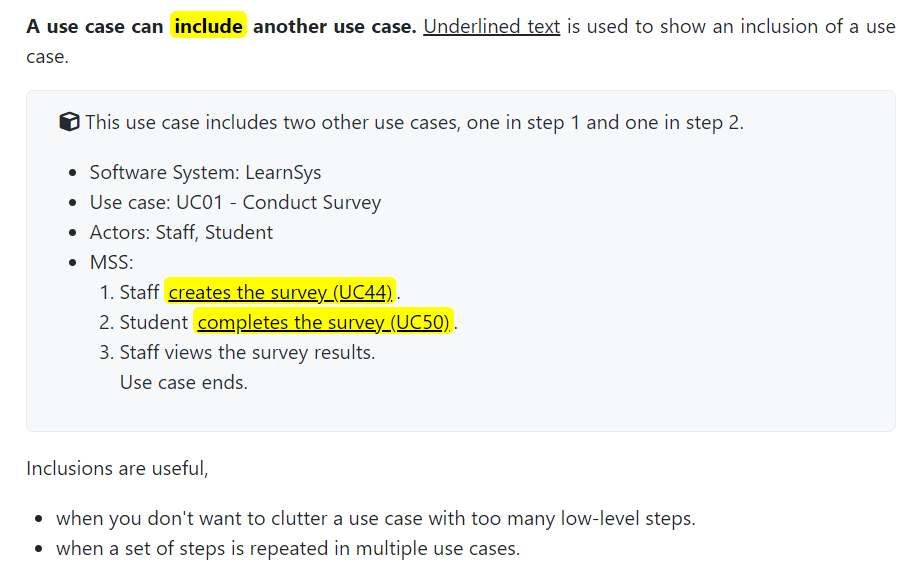 A use case can include another use case. Underlined text is used to show an inclusion of a use
case.
This use case includes two other use cases, one in step 1 and one in step 2.
• Software System: LearnSys
• Use case: UC01 - Conduct Survey
• Actors: Staff, Student
• MSS:
1. Staff creates the survey (UC44).
2. Student completes the survey (UC50).
3. Staff views the survey results.
Use case ends.
Inclusions are useful,
• when you don't want to clutter a use case with too many low-level steps.
• when a set of steps is repeated in multiple use cases.